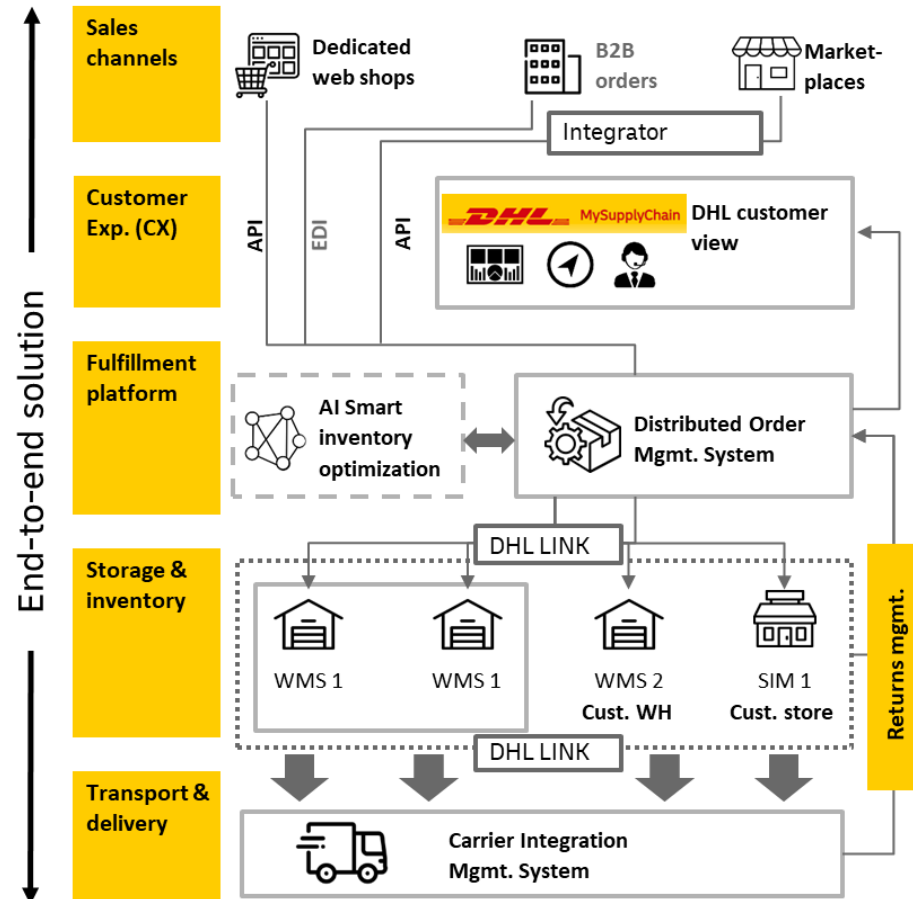 End-to-end solution
Sales
channels
Dedicated
web shops
B2B
orders
Market-
places
Integrator
Customer
Exp. (CX)
API
EDI
API
DHL
MySupplyChain
DHL customer
view
Fulfillment
platform
AI Smart
inventory
optimization
Distributed Order
Mgmt. System
DHL LINK
Storage &
inventory
WMS 1
WMS 1
WMS 2
Cust. WH
SIM 1
Cust. store
Returns mgmt.
DHL LINK
Transport &
delivery
Carrier Integration
Mgmt. System